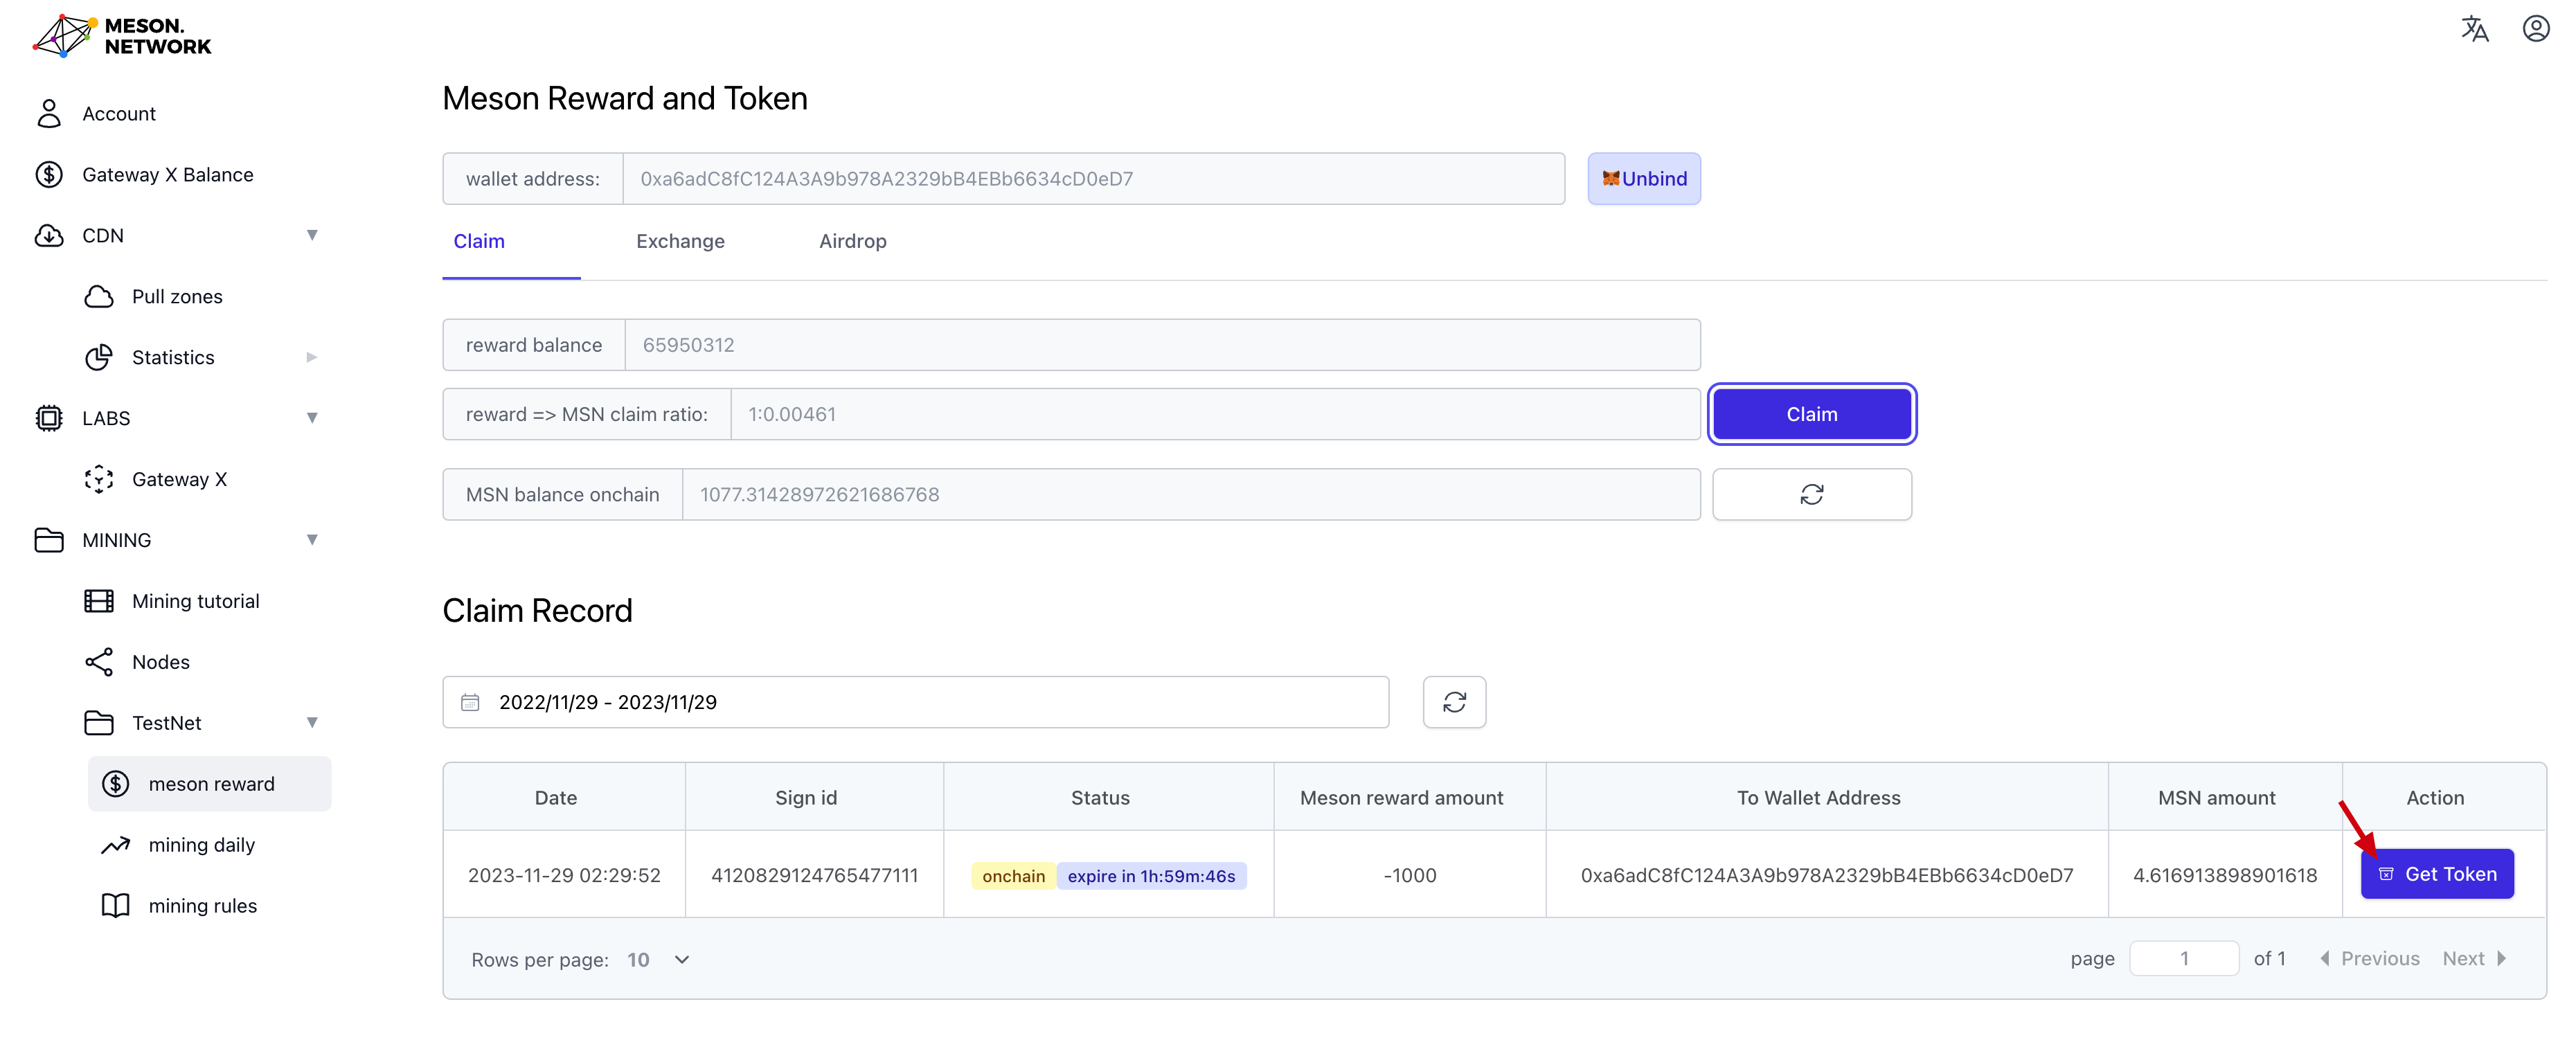 MESON.
NETWORK
Account
Gateway X Balance
CDN
Pull zones
Statistics
LABS
Gateway X
MINING
Mining tutorial
Nodes
TestNet
meson reward
mining daily
mining rules
Meson Reward and Token
wallet address: 0xa6adC8fC124A3A9b978A2329bB4EBb6634cD0eD7 Unbind
Claim Exchange Airdrop
reward balance 65950312
reward => MSN claim ratio: 1:0.00461 Claim
MSN balance onchain 1077.31428972621686768
Claim Record
2022/11/29 - 2023/11/29
Date Sign id Status Meson reward amount To Wallet Address MSN amount Action
2023-11-29 02:29:52 4120829124765477111 onchain expire in 1h:59m:46s -1000 0xa6adC8fC124A3A9b978A2329bB4EBb6634cD0eD7 4.616913898901618 Get Token
Rows per page: 10 page 1 of 1 Previous Next